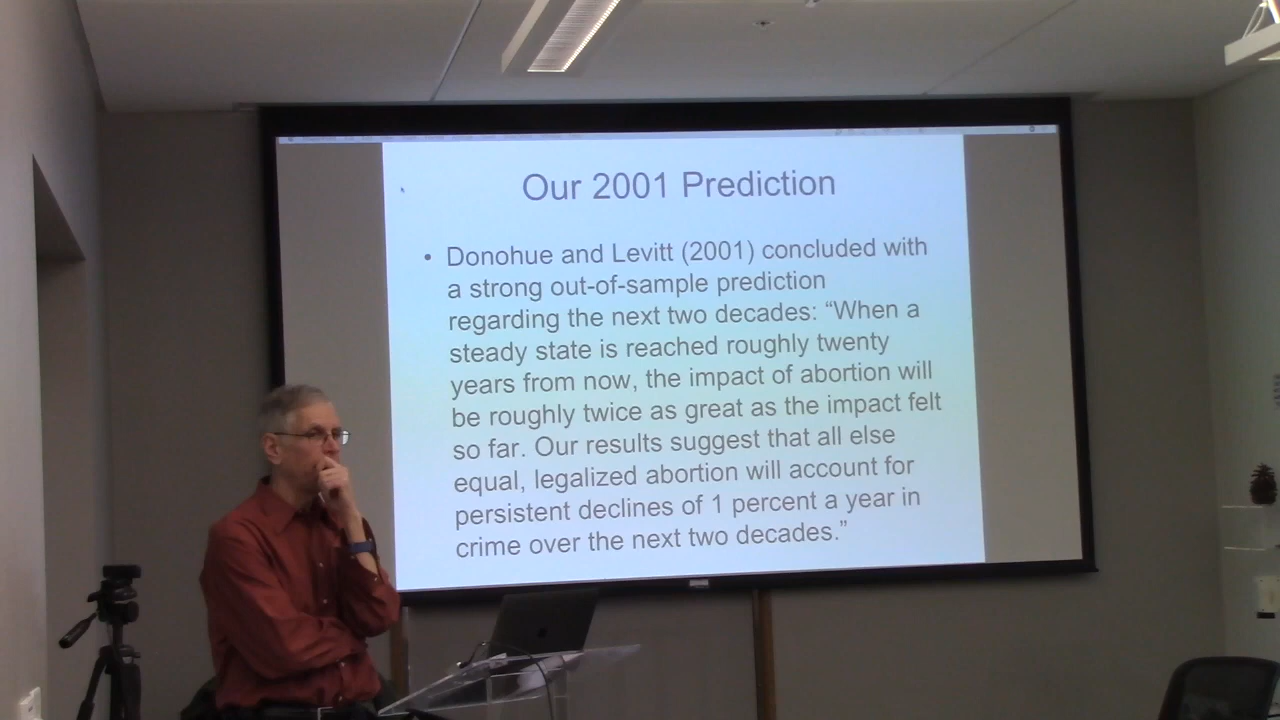 Our 2001 Prediction
• Donohue and Levitt (2001) concluded with
a strong out-of-sample prediction
regarding the next two decades: “When a
steady state is reached roughly twenty
years from now, the impact of abortion will
be roughly twice as great as the impact felt
so far. Our results suggest that all else
equal, legalized abortion will account for
persistent declines of 1 percent a year in
crime over the next two decades.”